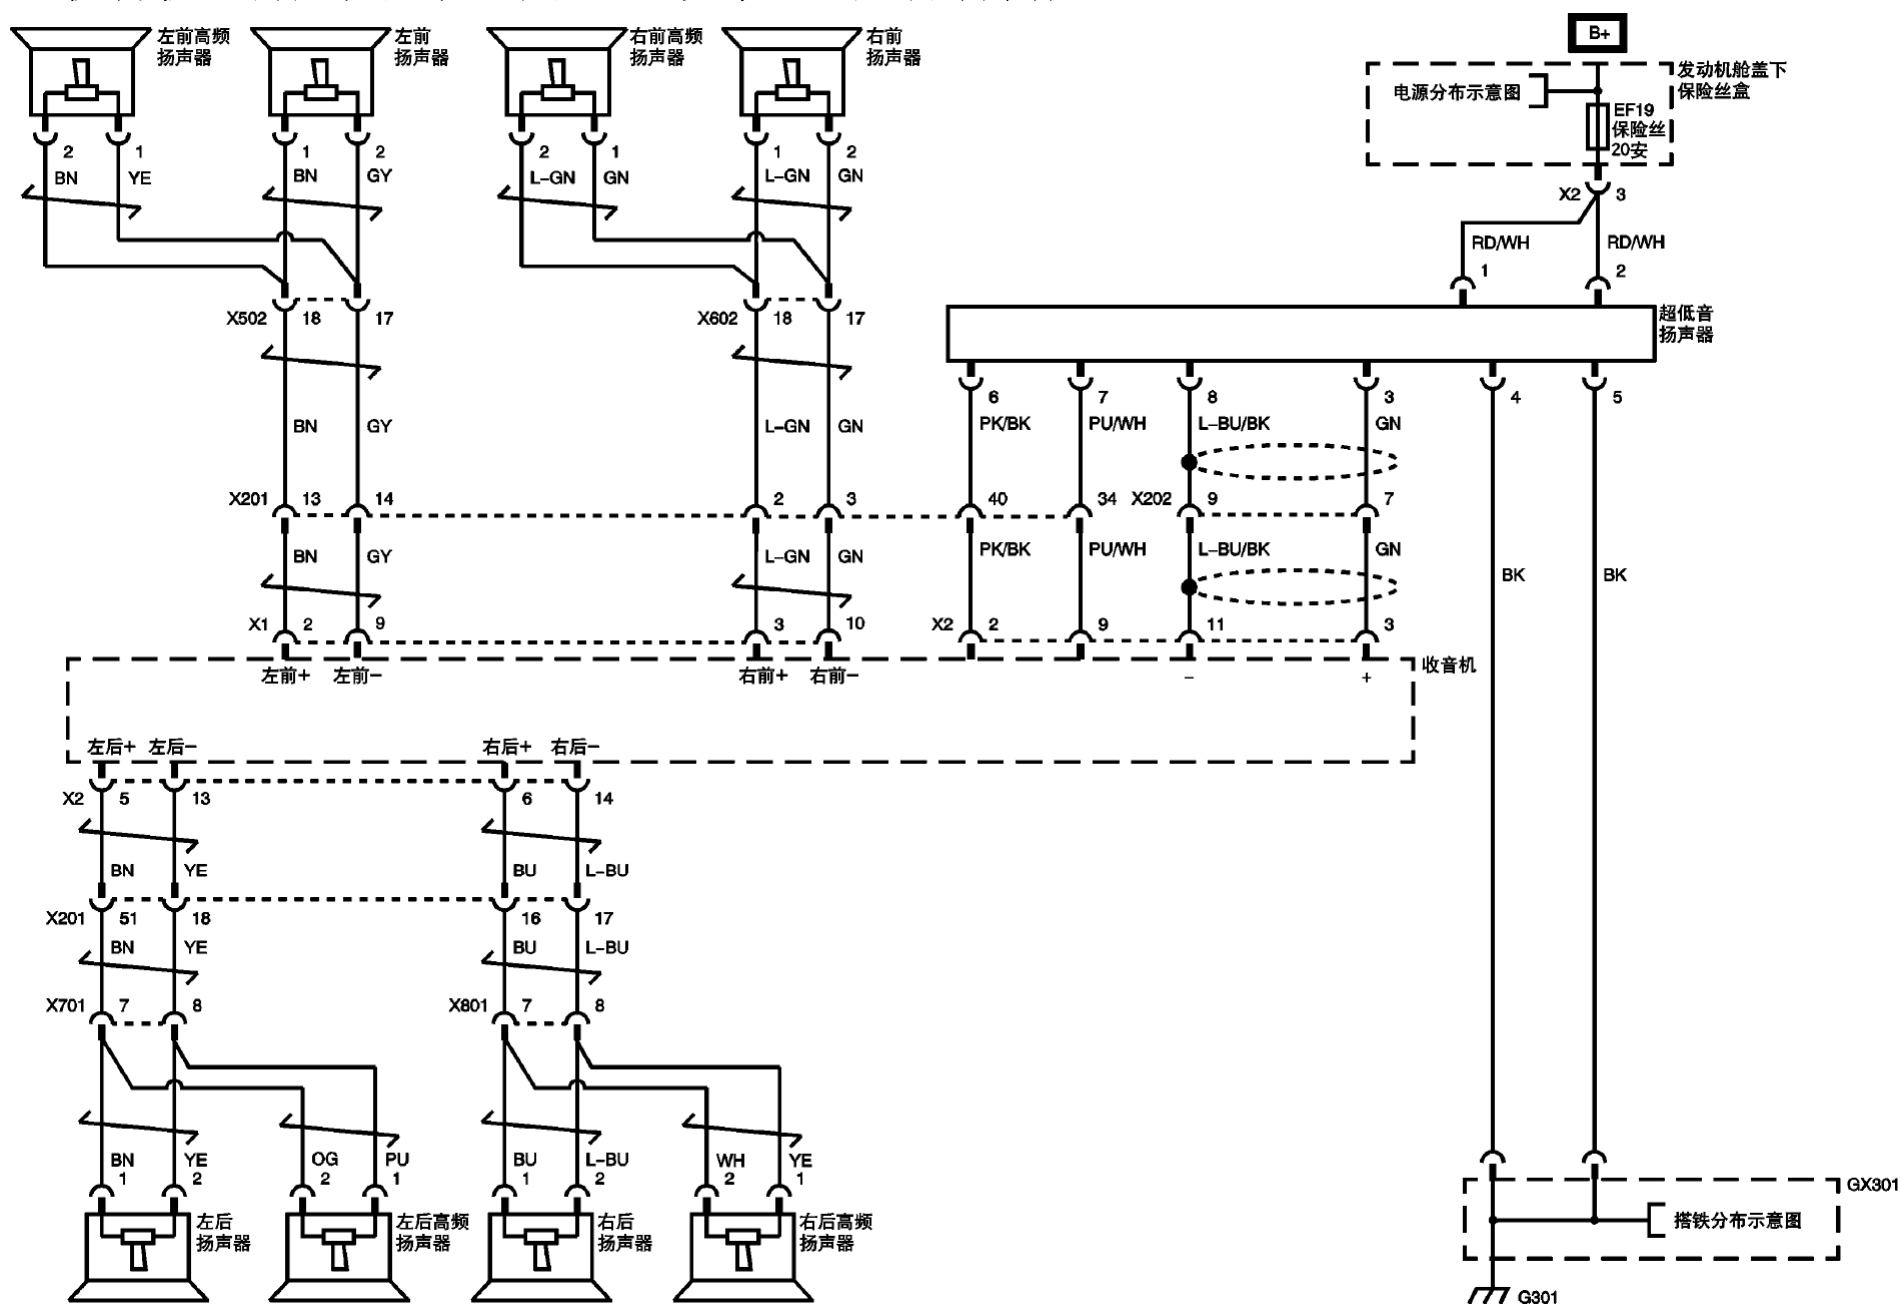 左前高频
扬声器
左前
扬声器
右前高频
扬声器
右前
扬声器
B+
发动机舱盖下
保险丝盒
电源分布示意图
EF19
保险丝
20安
2 1 1 2 2 1 1 2
BN YE BN GY L-GN GN L-GN GN
X2 3
RD/WH RD/WH
1 2
X502 18 17 X602 18 17
超低音
扬声器
6 7 8 3 4 5
BN GY L-GN GN PK/BK PU/WH L-BU/BK GN
X201 13 14 2 3 40 34 X202 9 7
BN GY L-GN GN PK/BK PU/WH L-BU/BK GN
BK BK
X1 2 9 3 10 X2 2 9 11 3
收音机
左前+ 左前- 右前+ 右前- - +
左后+ 左后- 右后+ 右后-
X2 5 13 6 14
BN YE BU L-BU
X201 51 18 16 17
BN YE BU L-BU
X701 7 8 X801 7 8
BN YE OG PU BU L-BU WH YE
1 2 2 1 1 2 2 1
GX301
搭铁分布示意图
左后
扬声器
左后高频
扬声器
右后
扬声器
右后高频
扬声器
G301